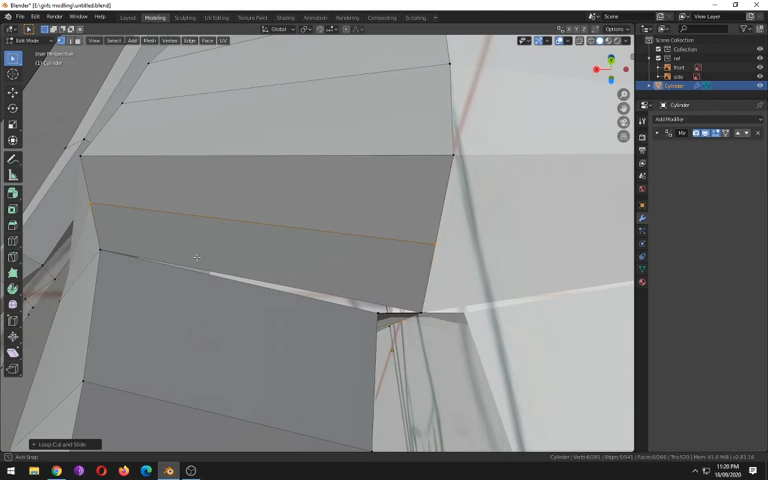 Blender* [E:\girls modling\untitled.blend]
File Edit Window Help Layout Modeling Sculpting UV Editing Texture Paint Shading Animation Rendering Compositing Scripting Scene View Layer
Global Options
Edit Mode View Select Add Mesh Vertex Edge Face UV
User Perspective
(1) Cylinder
Scene Collection
Collection
ref
front
side
Cylinder
Cylinder
Add Modifier
Mir
Loop Cut and Slide
Axis Snap
11:20 PM
18/09/2020